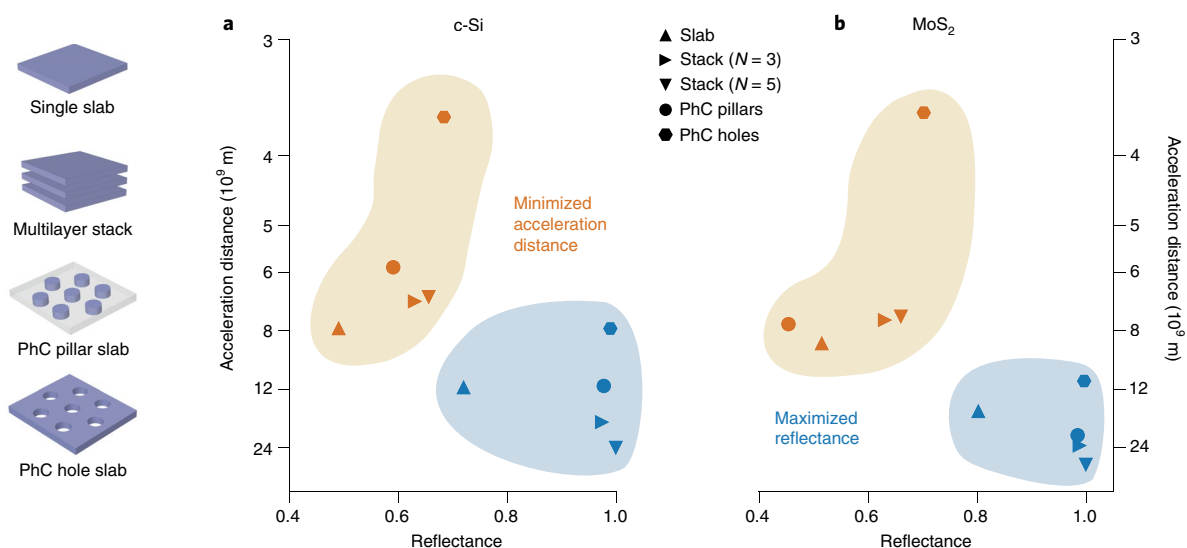 Single slab
Multilayer stack
PhC pillar slab
PhC hole slab
a
c-Si
Acceleration distance (10⁹ m)
3
4
5
6
8
12
24
Minimized
acceleration
distance
0.4
0.6
0.8
1.0
Reflectance
Slab
Stack (N = 3)
Stack (N = 5)
PhC pillars
PhC holes
b
MoS₂
Maximized
reflectance
3
4
5
6
8
12
24
Acceleration distance (10⁹ m)
0.4
0.6
0.8
1.0
Reflectance